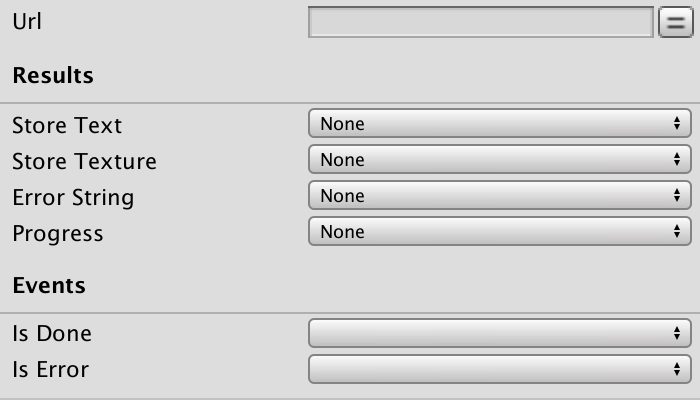 Url
Results
Store Text None
Store Texture None
Error String None
Progress None
Events
Is Done
Is Error